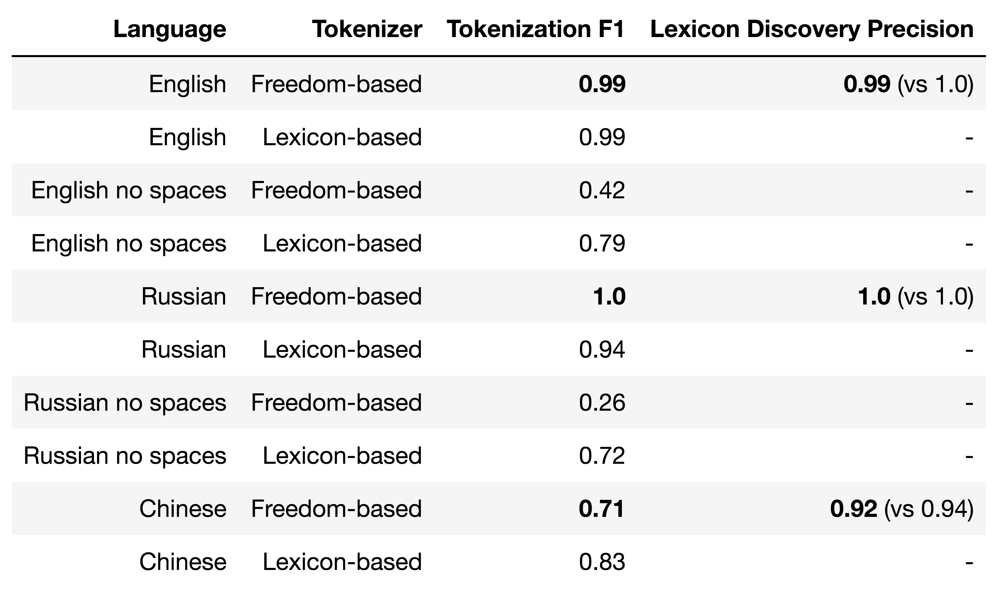 Language Tokenizer Tokenization F1 Lexicon Discovery Precision
English Freedom-based 0.99 0.99 (vs 1.0)
English Lexicon-based 0.99 -
English no spaces Freedom-based 0.42 -
English no spaces Lexicon-based 0.79 -
Russian Freedom-based 1.0 1.0 (vs 1.0)
Russian Lexicon-based 0.94 -
Russian no spaces Freedom-based 0.26 -
Russian no spaces Lexicon-based 0.72 -
Chinese Freedom-based 0.71 0.92 (vs 0.94)
Chinese Lexicon-based 0.83 -